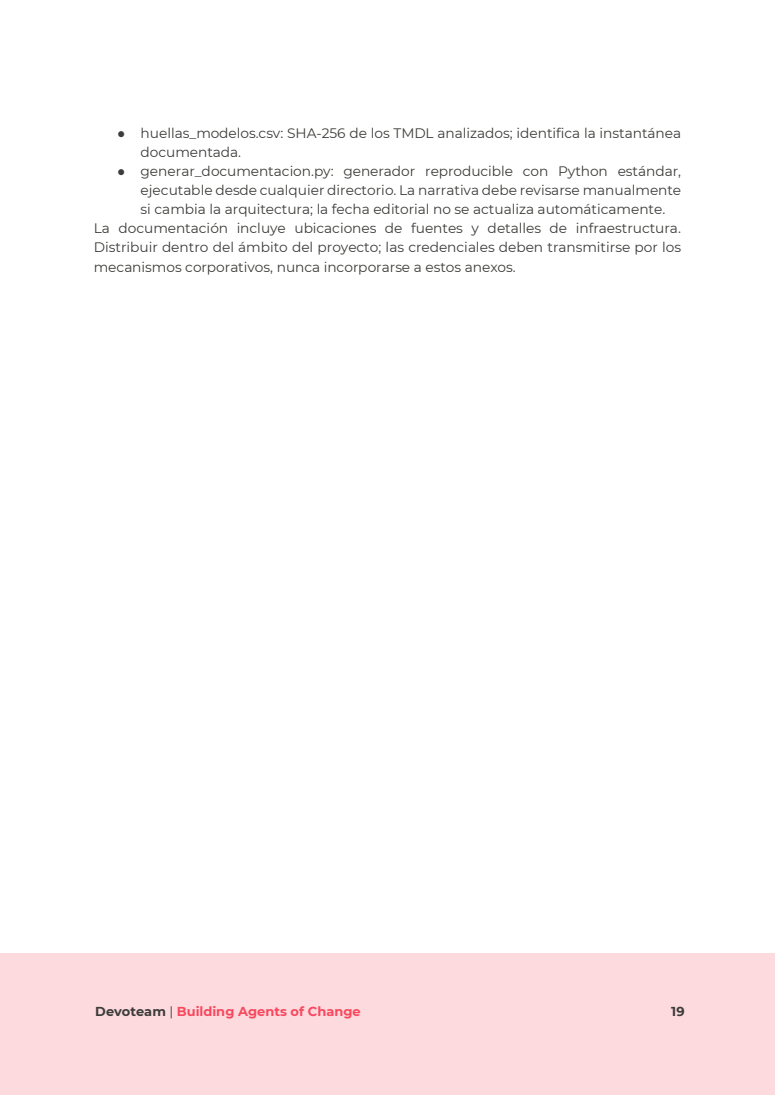 ● huellas_modelos.csv: SHA-256 de los TMDL analizados; identifica la instantánea
documentada.
● generar_documentacion.py: generador reproducible con Python estándar,
ejecutable desde cualquier directorio. La narrativa debe revisarse manualmente
si cambia la arquitectura; la fecha editorial no se actualiza automáticamente.
La documentación incluye ubicaciones de fuentes y detalles de infraestructura.
Distribuir dentro del ámbito del proyecto; las credenciales deben transmitirse por los
mecanismos corporativos, nunca incorporarse a estos anexos.
Devoteam | Building Agents of Change 19